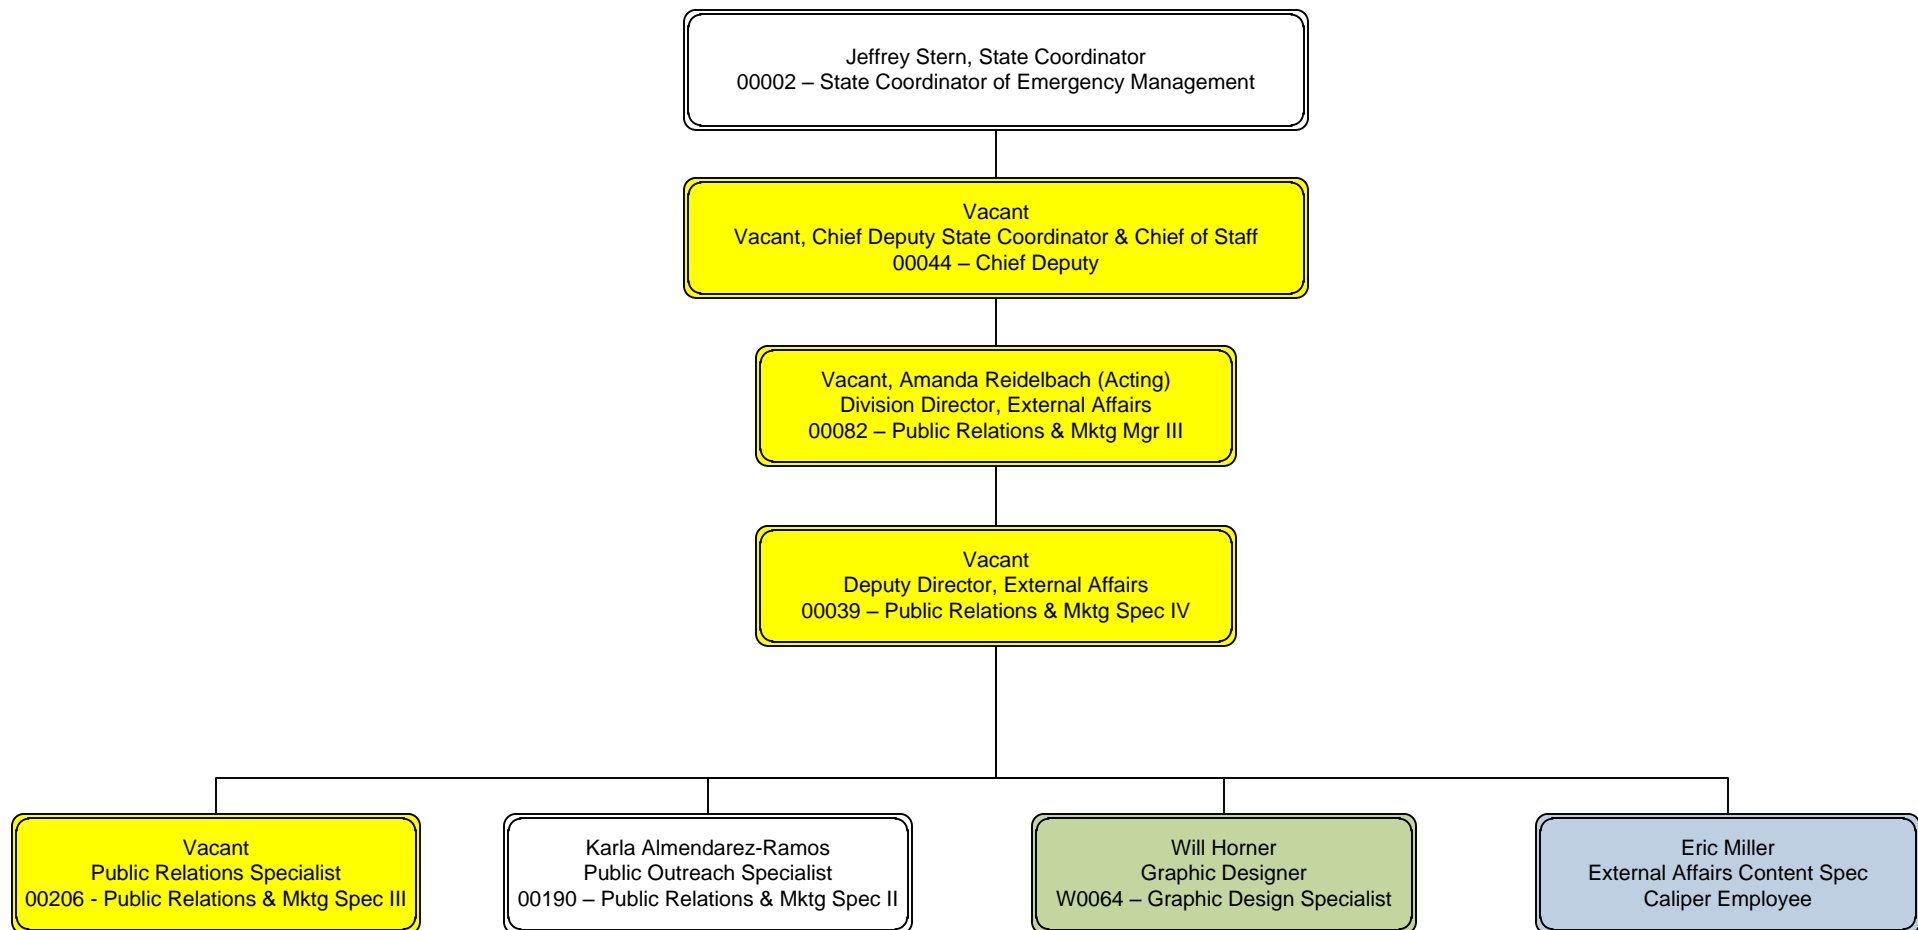 Jeffrey Stern, State Coordinator
00002 – State Coordinator of Emergency Management
Vacant
Vacant, Chief Deputy State Coordinator & Chief of Staff
00044 – Chief Deputy
Vacant, Amanda Reidelbach (Acting)
Division Director, External Affairs
00082 – Public Relations & Mktg Mgr III
Vacant
Deputy Director, External Affairs
00039 – Public Relations & Mktg Spec IV
Vacant
Public Relations Specialist
00206 - Public Relations & Mktg Spec III
Karla Almendarez-Ramos
Public Outreach Specialist
00190 – Public Relations & Mktg Spec II
Will Horner
Graphic Designer
W0064 – Graphic Design Specialist
Eric Miller
External Affairs Content Spec
Caliper Employee